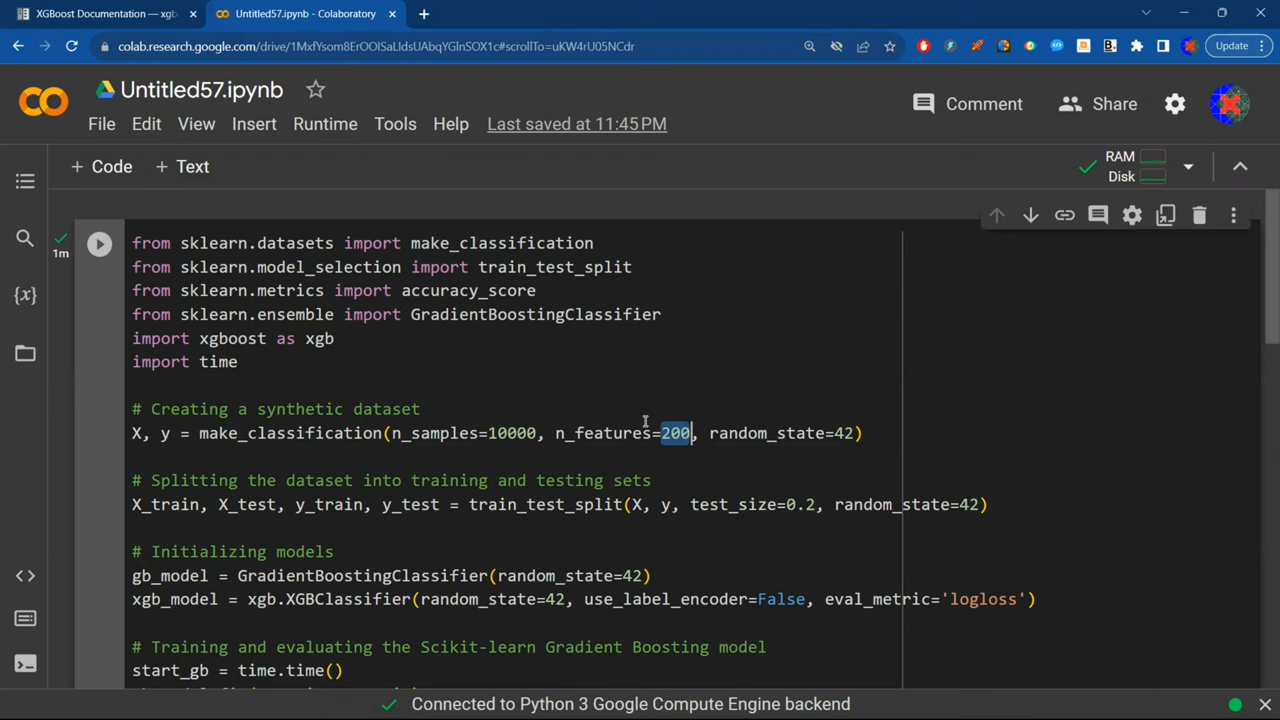 XGBoost Documentation — xgb
Untitled57.ipynb - Colaboratory
colab.research.google.com/drive/1MxfYsom8ErOOISaLIdsUAbqYGlnSOX1c#scrollTo=uKW4rU05NCdr
Update
CO
Untitled57.ipynb
Comment
Share
File Edit View Insert Runtime Tools Help Last saved at 11:45 PM
+ Code + Text
RAM
Disk
1m
from sklearn.datasets import make_classification
from sklearn.model_selection import train_test_split
from sklearn.metrics import accuracy_score
from sklearn.ensemble import GradientBoostingClassifier
import xgboost as xgb
import time
# Creating a synthetic dataset
X, y = make_classification(n_samples=10000, n_features=200, random_state=42)
# Splitting the dataset into training and testing sets
X_train, X_test, y_train, y_test = train_test_split(X, y, test_size=0.2, random_state=42)
# Initializing models
gb_model = GradientBoostingClassifier(random_state=42)
xgb_model = xgb.XGBClassifier(random_state=42, use_label_encoder=False, eval_metric='logloss')
# Training and evaluating the Scikit-learn Gradient Boosting model
start_gb = time.time()
Connected to Python 3 Google Compute Engine backend